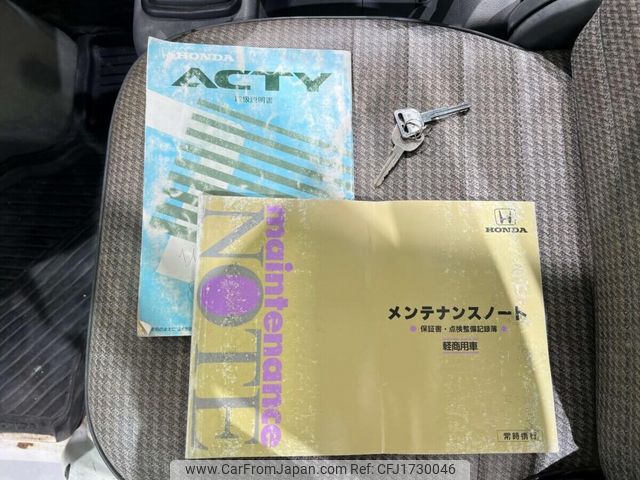 HONDA
ACTY
取扱説明書
maintenance
NOTE
HONDA
メンテナンスノート
保証書・点検整備記録簿
軽商用車
常時携行
© CarFromJapan CarFromJapan.com - CFJ1730046